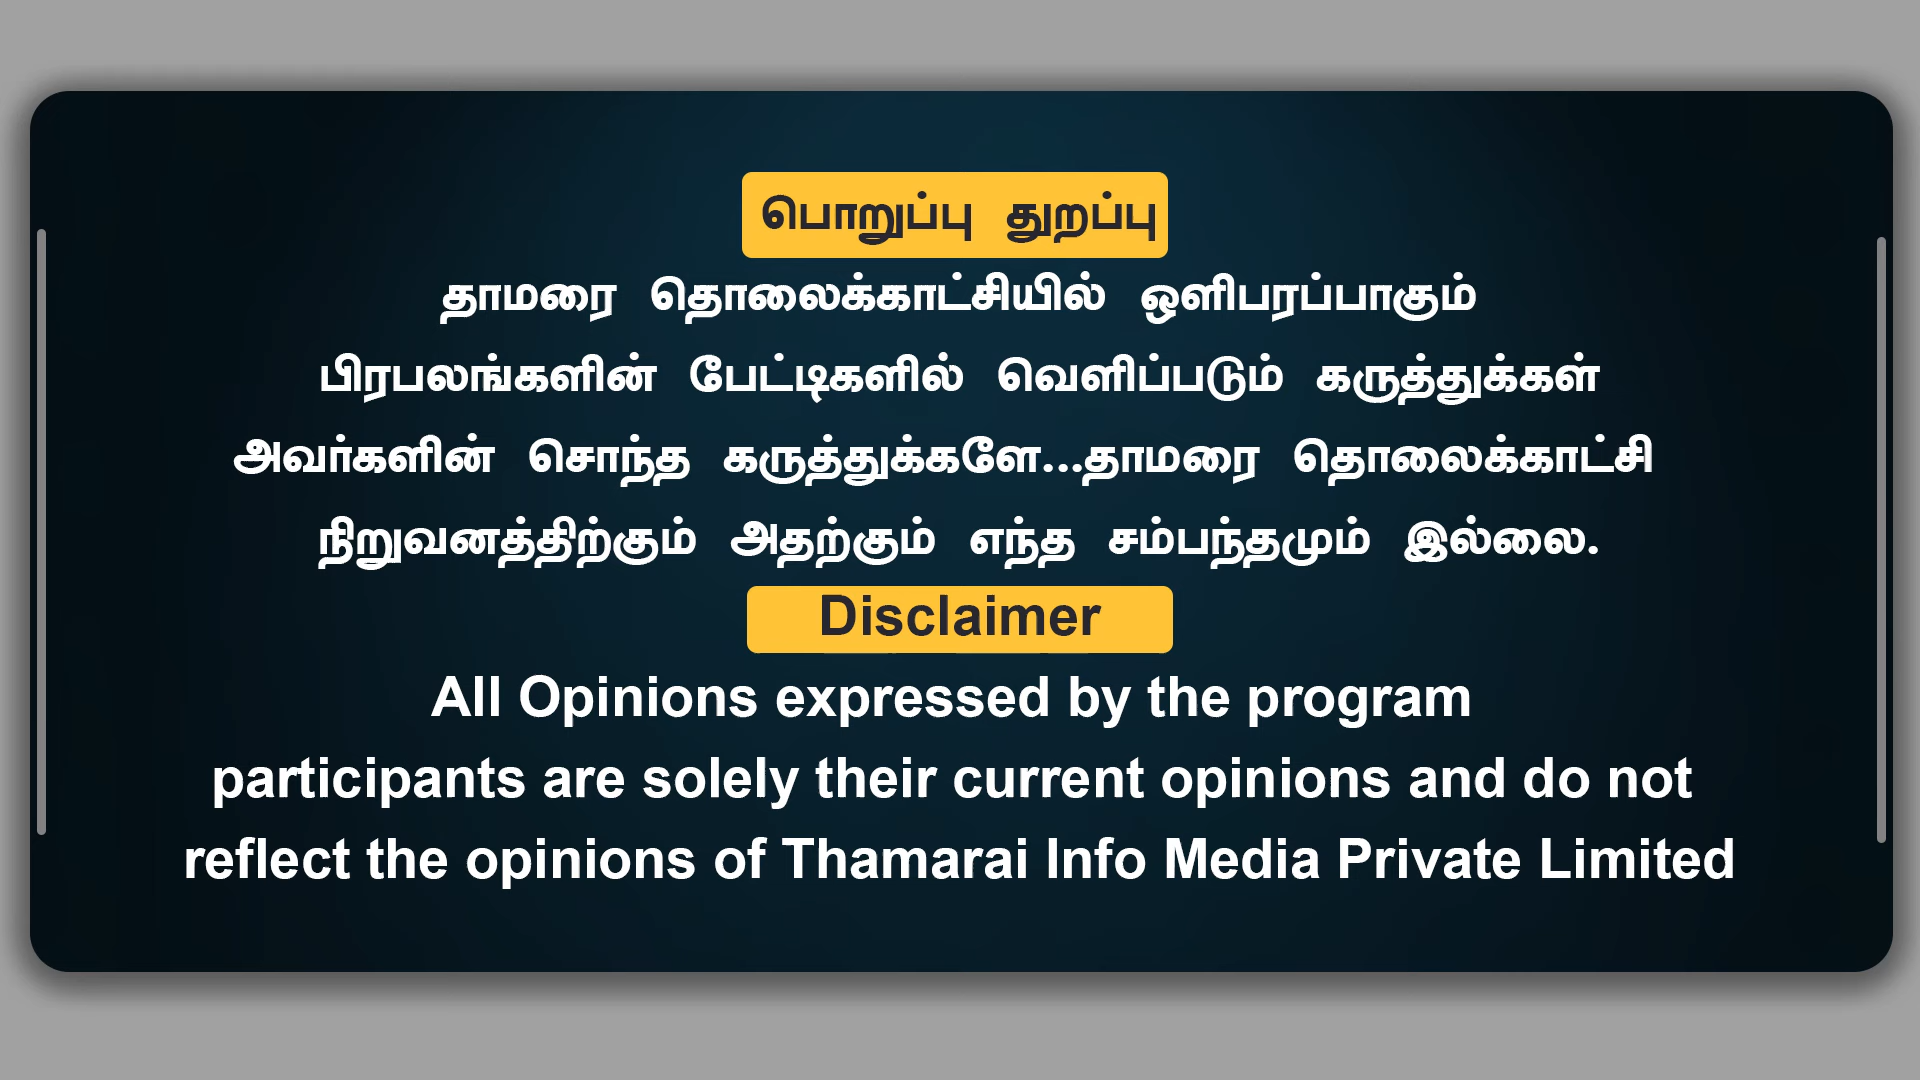 பொறுப்பு துறப்பு
தாமரை தொலைக்காட்சியில் ஒளிபரப்பாகும்
பிரபலங்களின் பேட்டிகளில் வெளிப்படும் கருத்துக்கள்
அவர்களின் சொந்த கருத்துக்களே...தாமரை தொலைக்காட்சி
நிறுவனத்திற்கும் அதற்கும் எந்த சம்பந்தமும் இல்லை.
Disclaimer
All Opinions expressed by the program
participants are solely their current opinions and do not
reflect the opinions of Thamarai Info Media Private Limited